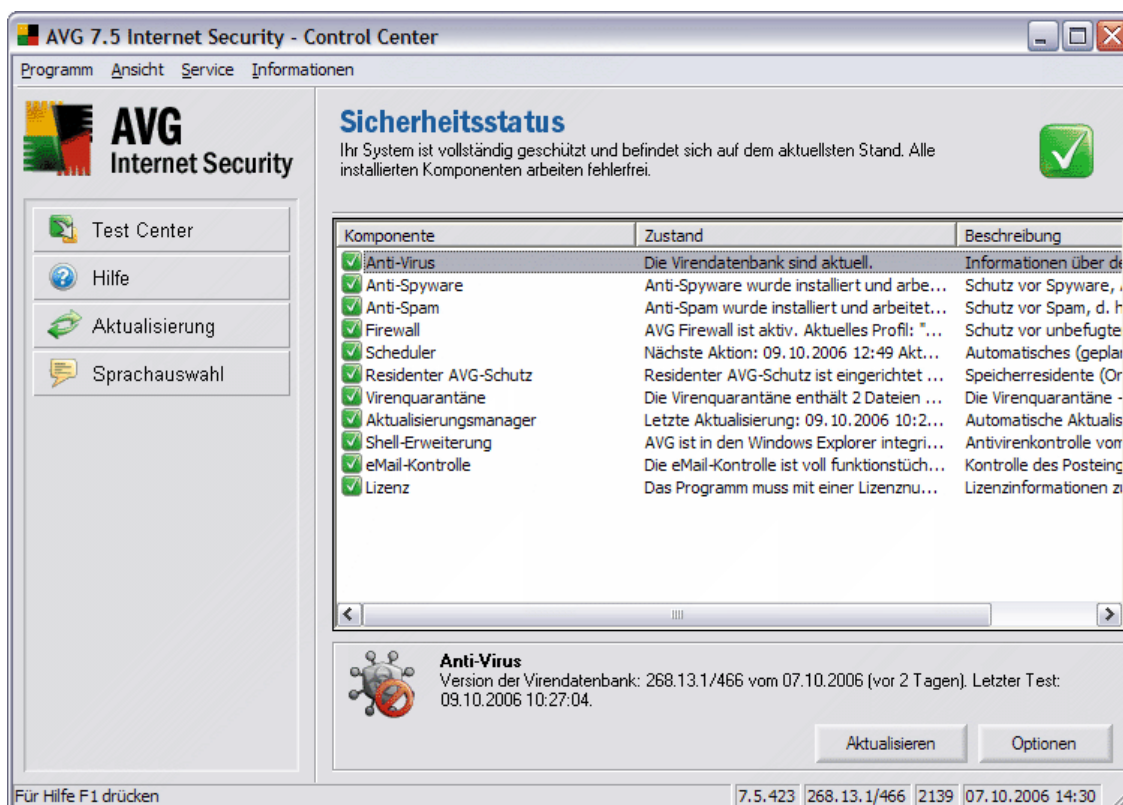 AVG 7.5 Internet Security - Control Center
Programm Ansicht Service Informationen
AVG
Internet Security
Test Center
Hilfe
Aktualisierung
Sprachauswahl
Sicherheitsstatus
Ihr System ist vollständig geschützt und befindet sich auf dem aktuellsten Stand. Alle
installierten Komponenten arbeiten fehlerfrei.
Komponente Zustand Beschreibung
Anti-Virus Die Virendatenbank sind aktuell. Informationen über de
Anti-Spyware Anti-Spyware wurde installiert und arbe... Schutz vor Spyware, A
Anti-Spam Anti-Spam wurde installiert und arbeitet... Schutz vor Spam, d. h
Firewall AVG Firewall ist aktiv. Aktuelles Profil: "... Schutz vor unbefugte
Scheduler Nächste Aktion: 09.10.2006 12:49 Akt... Automatisches (geplan
Residenter AVG-Schutz Residenter AVG-Schutz ist eingerichtet ... Speicherresidente (On
Virenquarantäne Die Virenquarantäne enthält 2 Dateien ... Die Virenquarantäne -
Aktualisierungsmanager Letzte Aktualisierung: 09.10.2006 10:2... Automatische Aktualis
Shell-Erweiterung AVG ist in den Windows Explorer integri... Antivirenkontrolle vom
eMail-Kontrolle Die eMail-Kontrolle ist voll funktionstüch... Kontrolle des Posteing
Lizenz Das Programm muss mit einer Lizenznu... Lizenzinformationen zu
Anti-Virus
Version der Virendatenbank: 268.13.1/466 vom 07.10.2006 (vor 2 Tagen). Letzter Test:
09.10.2006 10:27:04.
Aktualisieren Optionen
Für Hilfe F1 drücken 7.5.423 268.13.1/466 2139 07.10.2006 14:30